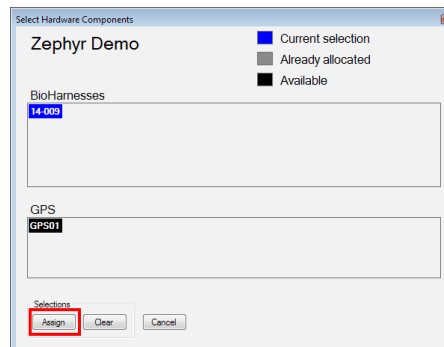 Select Hardware Components
Zephyr Demo
Current selection
Already allocated
Available
BioHarnesses
14-009
GPS
GPS01
Selections
Assign Clear Cancel